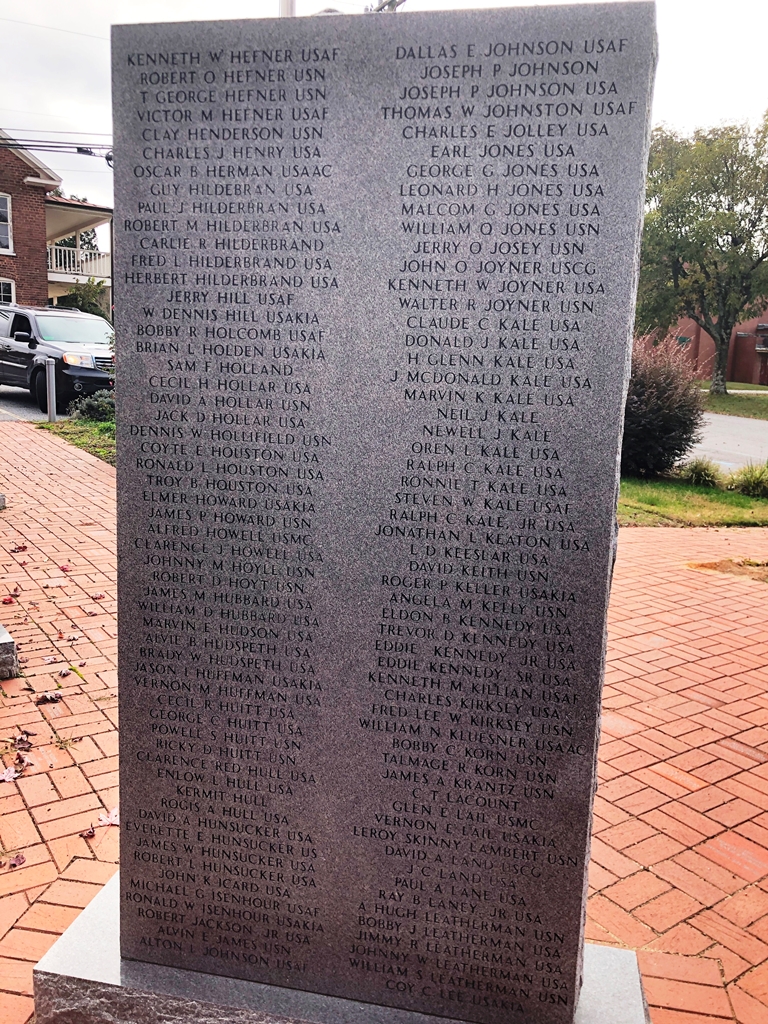 KENNETH W HEFNER USAF
ROBERT O HEFNER USN
T GEORGE HEFNER USN
VICTOR M HEFNER USAF
CLAY HENDERSON USN
CHARLES J HENRY USA
OSCAR B HERMAN USAAC
GUY HILDEBRAN USA
PAUL J HILDERBRAN USA
ROBERT M HILDERBRAN USA
CARLIE R HILDERBRAND
FRED L HILDERBRAND USA
HERBERT HILDERBRAND USA
JERRY HILL USAF
W DENNIS HILL USAKIA
BOBBY R HOLCOMB USAF
BRIAN L HOLDEN USAKIA
SAM F HOLLAND
CECIL H HOLLAR USA
DAVID A HOLLAR USN
JACK D HOLLAR USA
DENNIS W HOLLIFIELD USN
COYTE E HOUSTON USA
RONALD L HOUSTON USA
TROY B HOUSTON USA
ELMER HOWARD USAKIA
JAMES P HOWARD USN
ALFRED HOWELL USMC
CLARENCE J HOWELL USA
JOHNNY M HOYLE USN
ROBERT D HOYT USN
JAMES M HUBBARD USA
WILLIAM D HUBBARD USA
MARVIN E HUDSON USA
ALVIE B HUDSPETH USA
BRADY W HUDSPETH USA
JASON L HUFFMAN USAKIA
VERNON M HUFFMAN USA
CECIL R HUITT USA
GEORGE C HUITT USA
POWELL S HUITT USN
RICKY D HUITT USN
CLARENCE RED HULL USA
ENLOW L HULL USA
KERMIT HULL
ROGIS A HULL USA
DAVID A HUNSUCKER USA
EVERETTE E HUNSUCKER US
JAMES W HUNSUCKER USA
ROBERT L HUNSUCKER USA
JOHN K ICARD USA
MICHAEL G ISENHOUR USAF
RONALD W ISENHOUR USAKIA
ROBERT JACKSON, JR USA
ALVIN E JAMES USN
ALTON L JOHNSON USAF
DALLAS E JOHNSON USAF
JOSEPH P JOHNSON
JOSEPH P JOHNSON USA
THOMAS W JOHNSTON USAF
CHARLES E JOLLEY USA
EARL JONES USA
GEORGE G JONES USA
LEONARD H JONES USA
MALCOM G JONES USA
WILLIAM O JONES USN
JERRY O JOSEY USN
JOHN O JOYNER USCG
KENNETH W JOYNER USA
WALTER R JOYNER USN
CLAUDE C KALE USA
DONALD J KALE USA
H GLENN KALE USA
J MCDONALD KALE USA
MARVIN K KALE USA
NEIL J KALE
NEWELL J KALE
OREN L KALE USA
RALPH C KALE USA
RONNIE T KALE USA
STEVEN W KALE USAF
RALPH C KALE, JR USA
JONATHAN L KEATON USA
L D KEESLAR USA
DAVID KEITH USN
ROGER P KELLER USAKIA
ANGELA M KELLY USN
ELDON B KENNEDY USA
TREVOR D KENNEDY USA
EDDIE KENNEDY, JR USA
EDDIE KENNEDY, SR USA
KENNETH M KILLIAN USAF
CHARLES KIRKSEY USA
FRED LEE W KIRKSEY USN
WILLIAM N KLUESNER USAAC
BOBBY C KORN USN
TALMAGE R KORN USN
JAMES A KRANTZ USN
C T LACOUNT
GLEN E LAIL USMC
VERNON E LAIL USAKIA
LEROY SKINNY LAMBERT USN
DAVID LAND USCG
J C LAND USA
PAUL A LANE USA
RAY B LANEY, JR USA
A HUGH LEATHERMAN USN
BOBBY J LEATHERMAN USN
JIMMY R LEATHERMAN USA
JOHNNY W LEATHERMAN USA
WILLIAM S LEATHERMAN USN
COY C LEE USAKIA